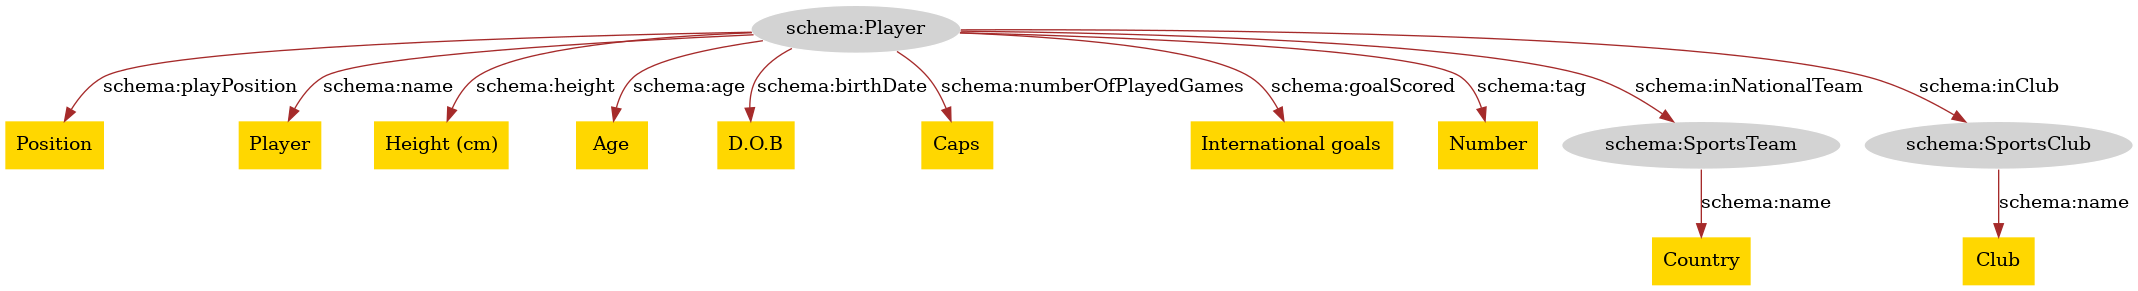 schema:Player
schema:playPosition
schema:name
schema:height
schema:age
schema:birthDate
schema:numberOfPlayedGames
schema:goalScored
schema:tag
schema:inNationalTeam
schema:inClub
Position
Player
Height (cm)
Age
D.O.B
Caps
International goals
Number
schema:SportsTeam
schema:SportsClub
schema:name
schema:name
Country
Club